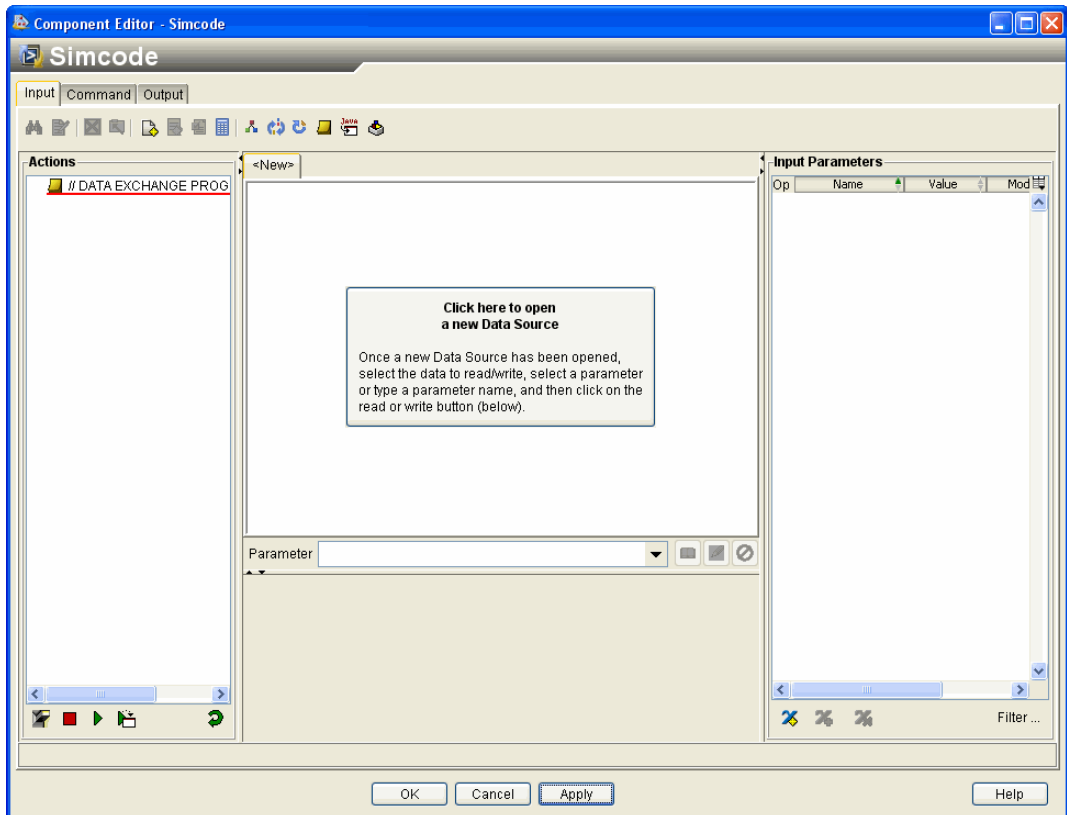 Component Editor - Simcode
Simcode
Input Command Output
Java
Actions
// DATA EXCHANGE PROG
<New>
Click here to open
a new Data Source
Once a new Data Source has been opened,
select the data to read/write, select a parameter
or type a parameter name, and then click on the
read or write button (below).
Parameter
Input Parameters
Op Name Value Mod
Filter ...
OK Cancel Apply Help